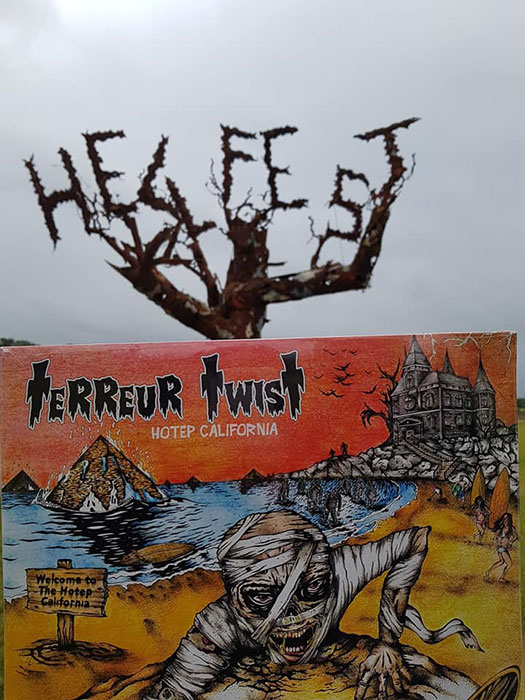 HELLFEST
TERREUR TWIST
HOTEP CALIFORNIA
Welcome to
The Hotep
California